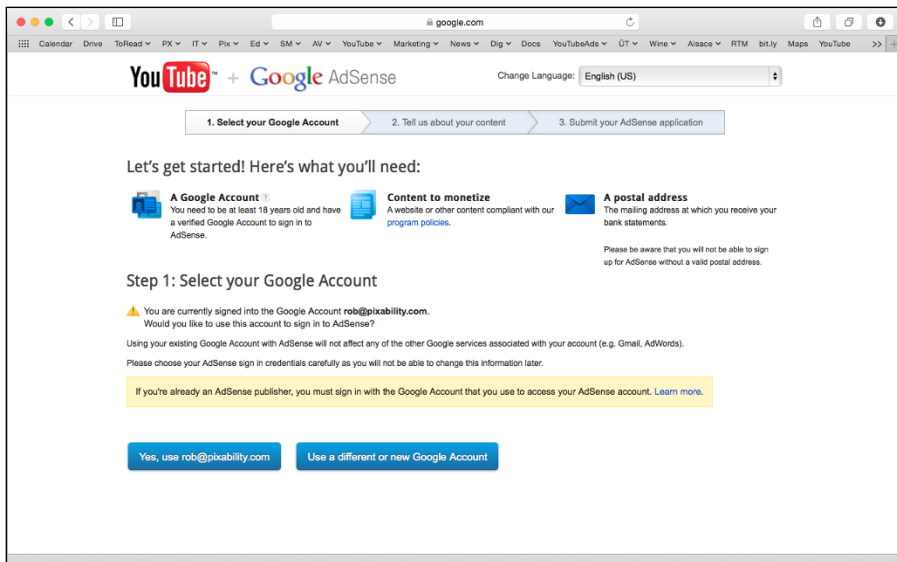 google.com
Calendar Drive ToRead PX IT Pix Ed SM AV YouTube Marketing News Dig Docs YouTubeAds ÜT Wine Alsace RTM bit.ly Maps YouTube >> +
YouTube™ + Google AdSense
Change Language: English (US)
1. Select your Google Account
2. Tell us about your content
3. Submit your AdSense application
Let's get started! Here's what you'll need:
A Google Account ?
You need to be at least 18 years old and have
a verified Google Account to sign in to
AdSense.
Content to monetize
A website or other content compliant with our
program policies.
A postal address
The mailing address at which you receive your
bank statements.
Please be aware that you will not be able to sign
up for AdSense without a valid postal address.
Step 1: Select your Google Account
You are currently signed into the Google Account rob@pixability.com.
Would you like to use this account to sign in to AdSense?
Using your existing Google Account with AdSense will not affect any of the other Google services associated with your account (e.g. Gmail, AdWords).
Please choose your AdSense sign in credentials carefully as you will not be able to change this information later.
If you're already an AdSense publisher, you must sign in with the Google Account that you use to access your AdSense account. Learn more.
Yes, use rob@pixability.com
Use a different or new Google Account